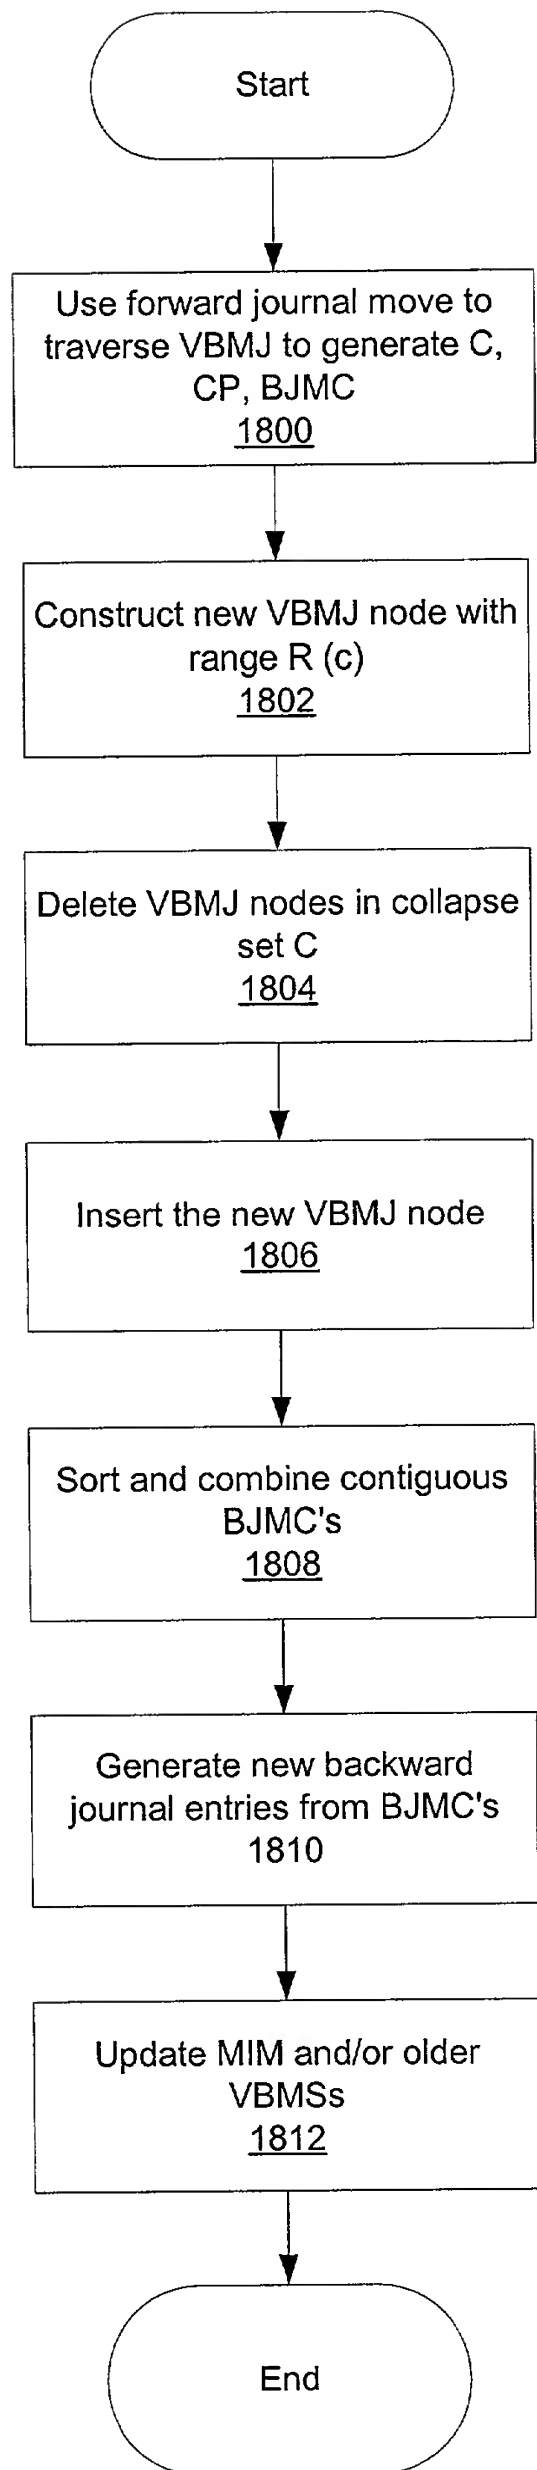 Start
Use forward journal move to
traverse VBMJ to generate C,
CP, BJMC
1800
Construct new VBMJ node with
range R (c)
1802
Delete VBMJ nodes in collapse
set C
1804
Insert the new VBMJ node
1806
Sort and combine contiguous
BJMC's
1808
Generate new backward
journal entries from BJMC's
1810
Update MIM and/or older
VBMSs
1812
End